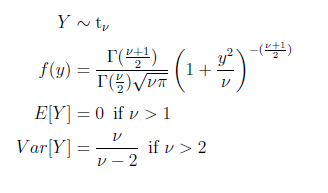 Y ∼ t_ν
f(y) = Γ((ν+1)/2) / (Γ(ν/2)√(νπ)) (1 + y²/ν)^(−((ν+1)/2))
E[Y] = 0 if ν > 1
Var[Y] = ν/(ν − 2) if ν > 2